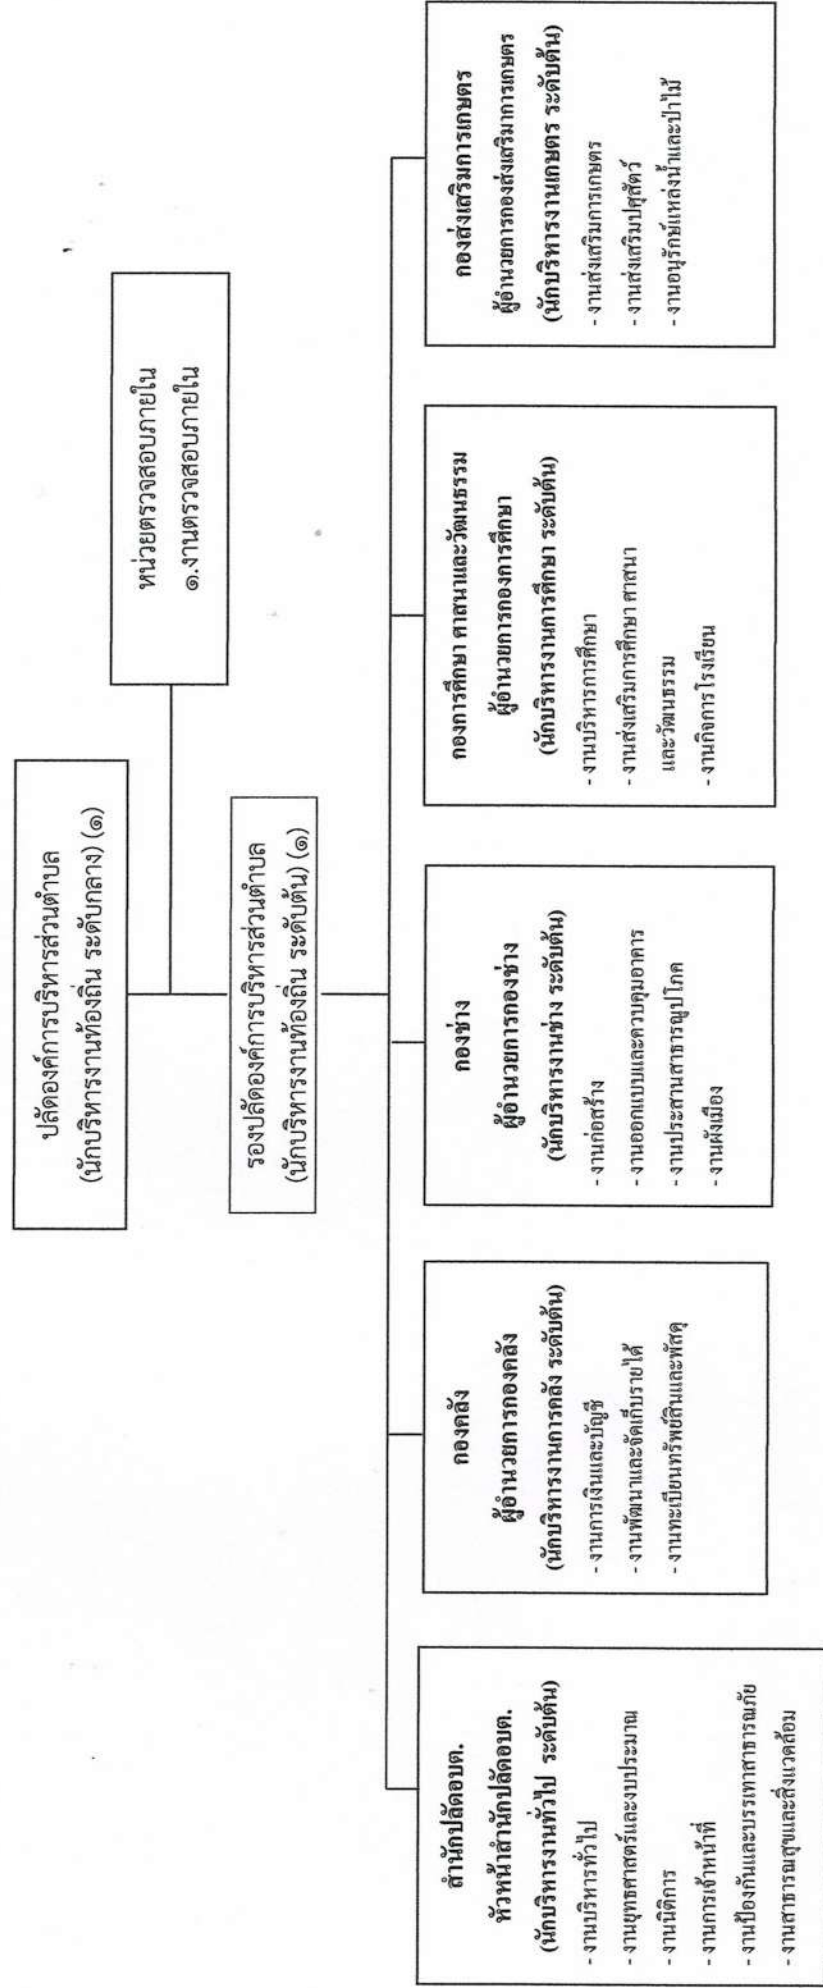 ปลัดองค์การบริหารส่วนตำบล
(นักบริหารงานท้องถิ่น ระดับกลาง) (๑)
หน่วยตรวจสอบภายใน
๑.งานตรวจสอบภายใน
รองปลัดองค์การบริหารส่วนตำบล
(นักบริหารงานท้องถิ่น ระดับต้น) (๑)
สำนักปลัดอบต.
หัวหน้าสำนักปลัดอบต.
(นักบริหารงานทั่วไป ระดับต้น)
- งานบริหารทั่วไป
- งานยุทธศาสตร์และงบประมาณ
- งานนิติการ
- งานการเจ้าหน้าที่
- งานป้องกันและบรรเทาสาธารณภัย
- งานสาธารณสุขและสิ่งแวดล้อม
กองคลัง
ผู้อำนวยการกองคลัง
(นักบริหารงานการคลัง ระดับต้น)
- งานการเงินและบัญชี
- งานพัฒนาและจัดเก็บรายได้
- งานทะเบียนทรัพย์สินและพัสดุ
กองช่าง
ผู้อำนวยการกองช่าง
(นักบริหารงานช่าง ระดับต้น)
- งานก่อสร้าง
- งานออกแบบและควบคุมอาคาร
- งานประสานสาธารณูปโภค
- งานผังเมือง
กองการศึกษา ศาสนาและวัฒนธรรม
ผู้อำนวยการกองการศึกษา
(นักบริหารงานการศึกษา ระดับต้น)
- งานบริหารการศึกษา
- งานส่งเสริมการศึกษา ศาสนา
และวัฒนธรรม
- งานกิจการโรงเรียน
กองส่งเสริมการเกษตร
ผู้อำนวยการกองส่งเสริมาการเกษตร
(นักบริหารงานเกษตร ระดับต้น)
- งานส่งเสริมการเกษตร
- งานส่งเสริมปศุสัตว์
- งานอนุรักษ์แหล่งน้ำและป่าไม้